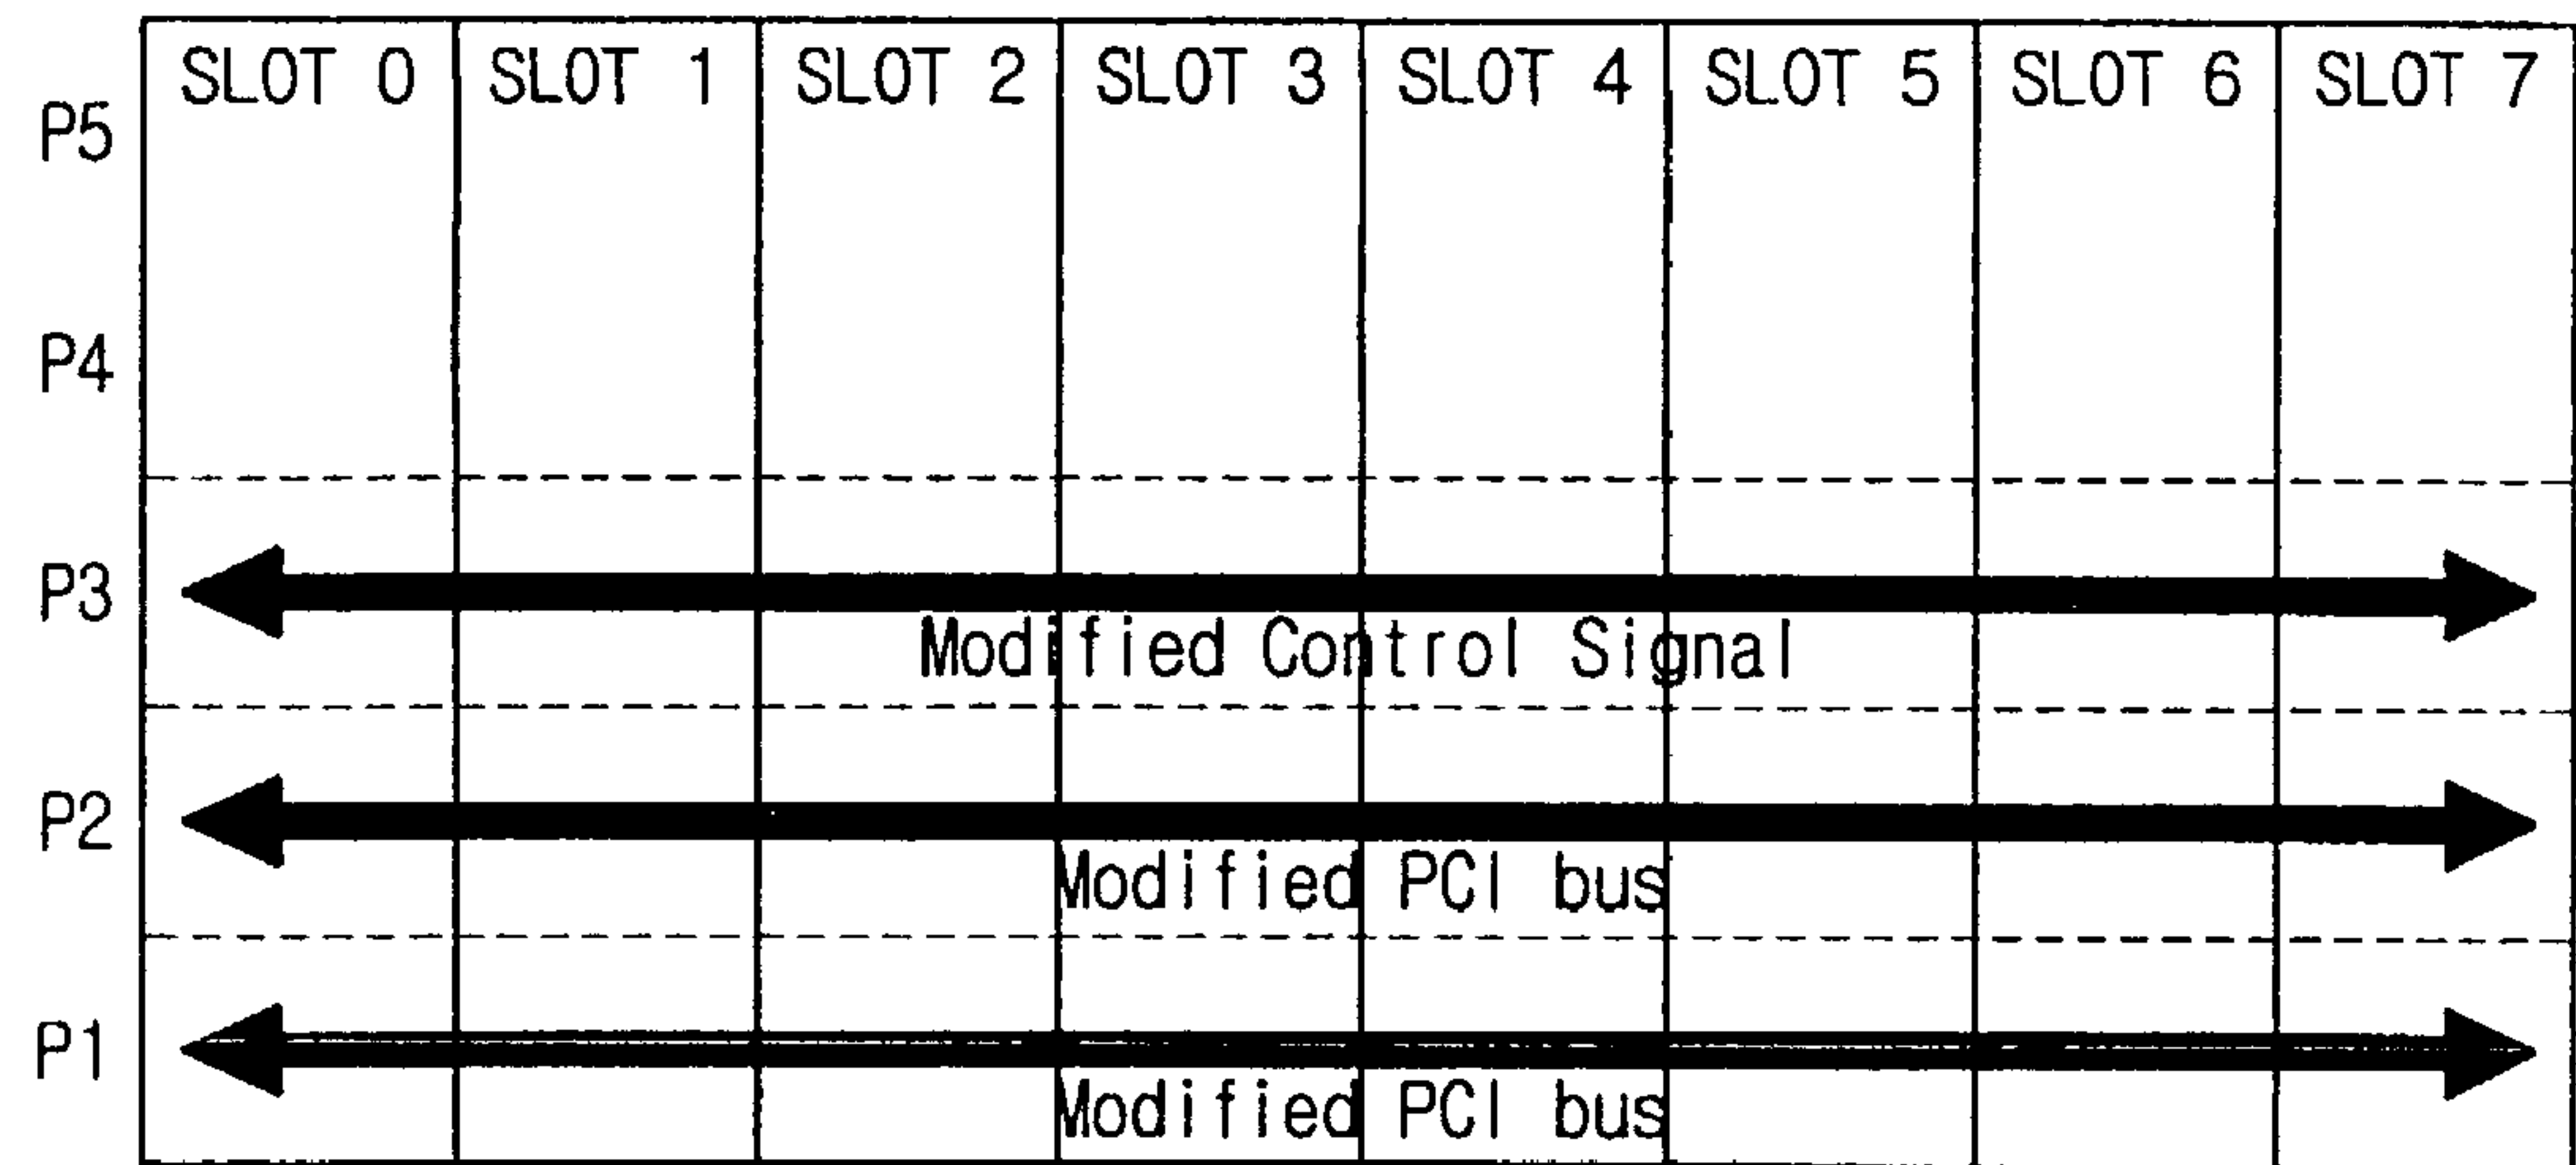 SLOT 0 SLOT 1 SLOT 2 SLOT 3 SLOT 4 SLOT 5 SLOT 6 SLOT 7
P5
P4
P3
Modified Control Signal
P2
Modified PCI bus
P1
Modified PCI bus